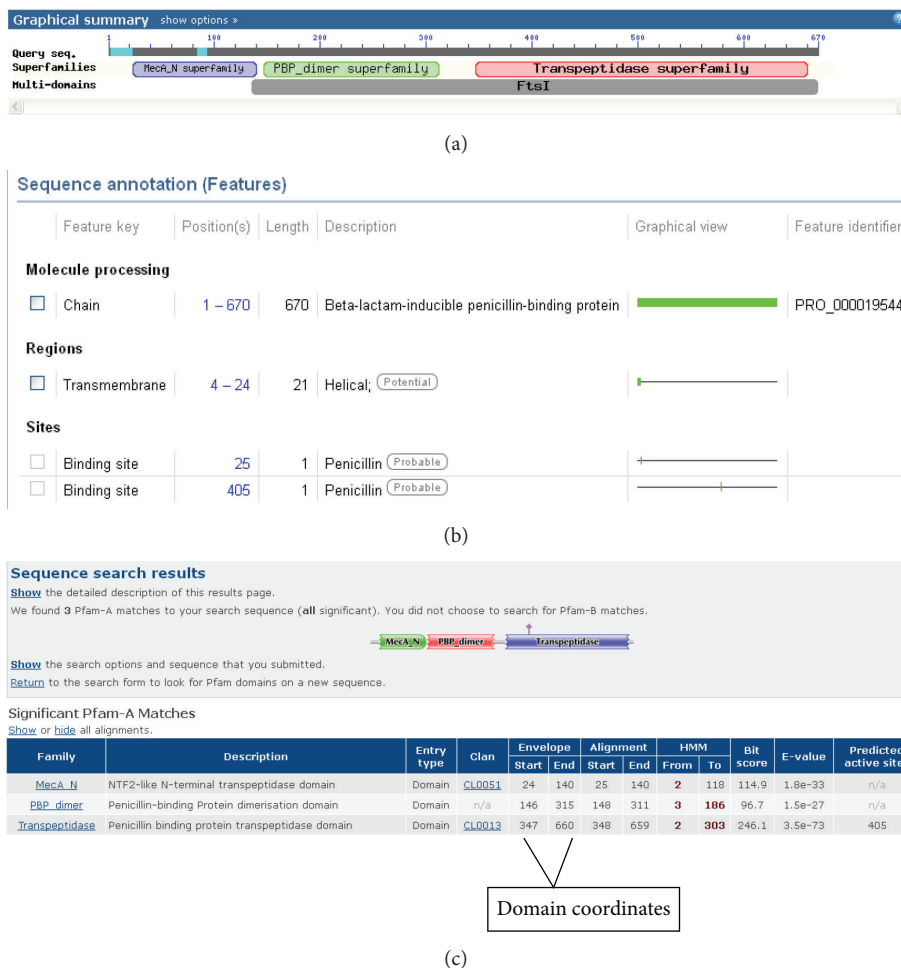 Graphical summary show options »
1 100 200 300 400 500 600 670
Query seq.
Superfamilies MecA_N superfamily PBP_dimer superfamily Transpeptidase superfamily
Multi-domains FtsI
(a)
Sequence annotation (Features)
Feature key Position(s) Length Description Graphical view Feature identifier
Molecule processing
Chain 1 – 670 670 Beta-lactam-inducible penicillin-binding protein PRO_000019544
Regions
Transmembrane 4 – 24 21 Helical; Potential
Sites
Binding site 25 1 Penicillin Probable
Binding site 405 1 Penicillin Probable
(b)
Sequence search results
Show the detailed description of this results page.
We found 3 Pfam-A matches to your search sequence (all significant). You did not choose to search for Pfam-B matches.
MecA_N PBP_dimer Transpeptidase
Show the search options and sequence that you submitted.
Return to the search form to look for Pfam domains on a new sequence.
Significant Pfam-A Matches
Show or hide all alignments.
Family Description Entry type Clan Envelope Alignment HMM Bit score E-value Predicted active site
Start End Start End From To
MecA_N NTF2-like N-terminal transpeptidase domain Domain CL0051 24 140 25 140 2 118 114.9 1.8e-33 n/a
PBP_dimer Penicillin-binding Protein dimerisation domain Domain n/a 146 315 148 311 3 186 96.7 1.5e-27 n/a
Transpeptidase Penicillin binding protein transpeptidase domain Domain CL0013 347 660 348 659 2 303 246.1 3.5e-73 405
Domain coordinates
(c)